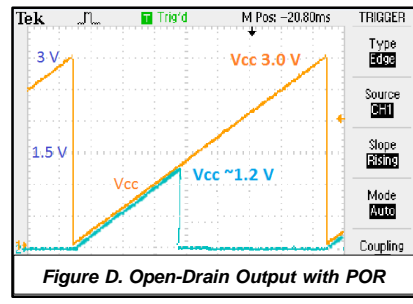 Tek Trig'd M Pos: -20.80ms TRIGGER
3 V Vcc 3.0 V
Type
Edge
Source
CH1
1.5 V
Slope
Rising
Vcc Vcc ~1.2 V
Mode
Auto
Coupling
Figure D. Open-Drain Output with POR